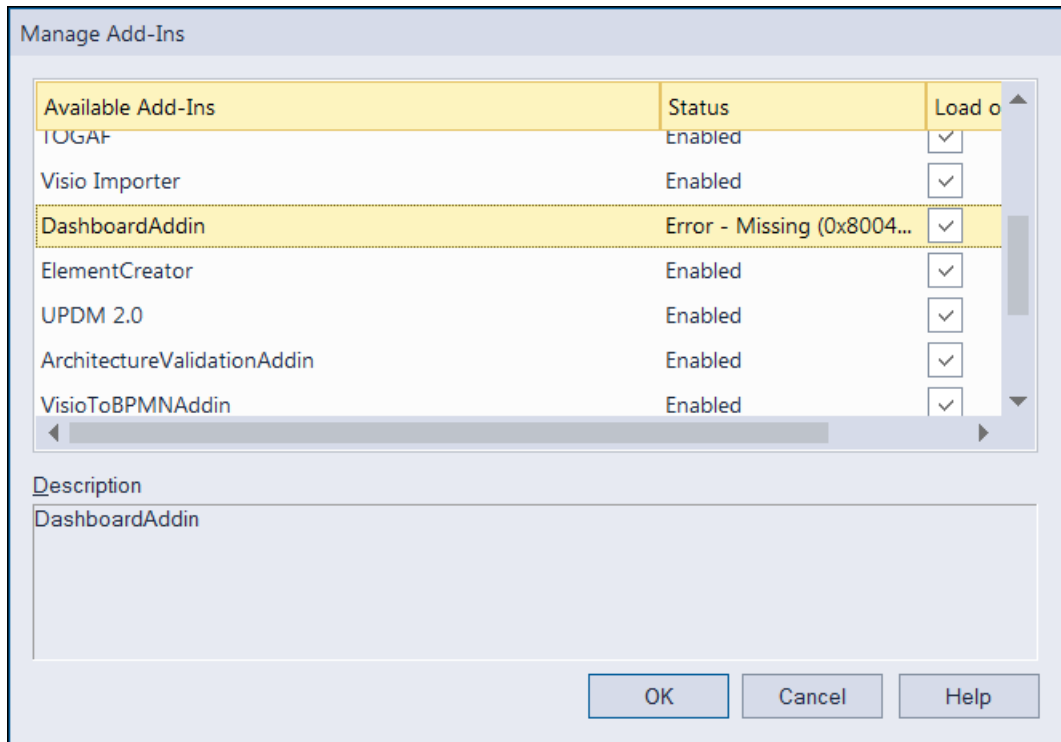 Manage Add-Ins
Available Add-Ins Status Load o
TOGAF Enabled
Visio Importer Enabled
DashboardAddin Error - Missing (0x8004...
ElementCreator Enabled
UPDM 2.0 Enabled
ArchitectureValidationAddin Enabled
VisioToBPMNAddin Enabled
Description
DashboardAddin
OK Cancel Help